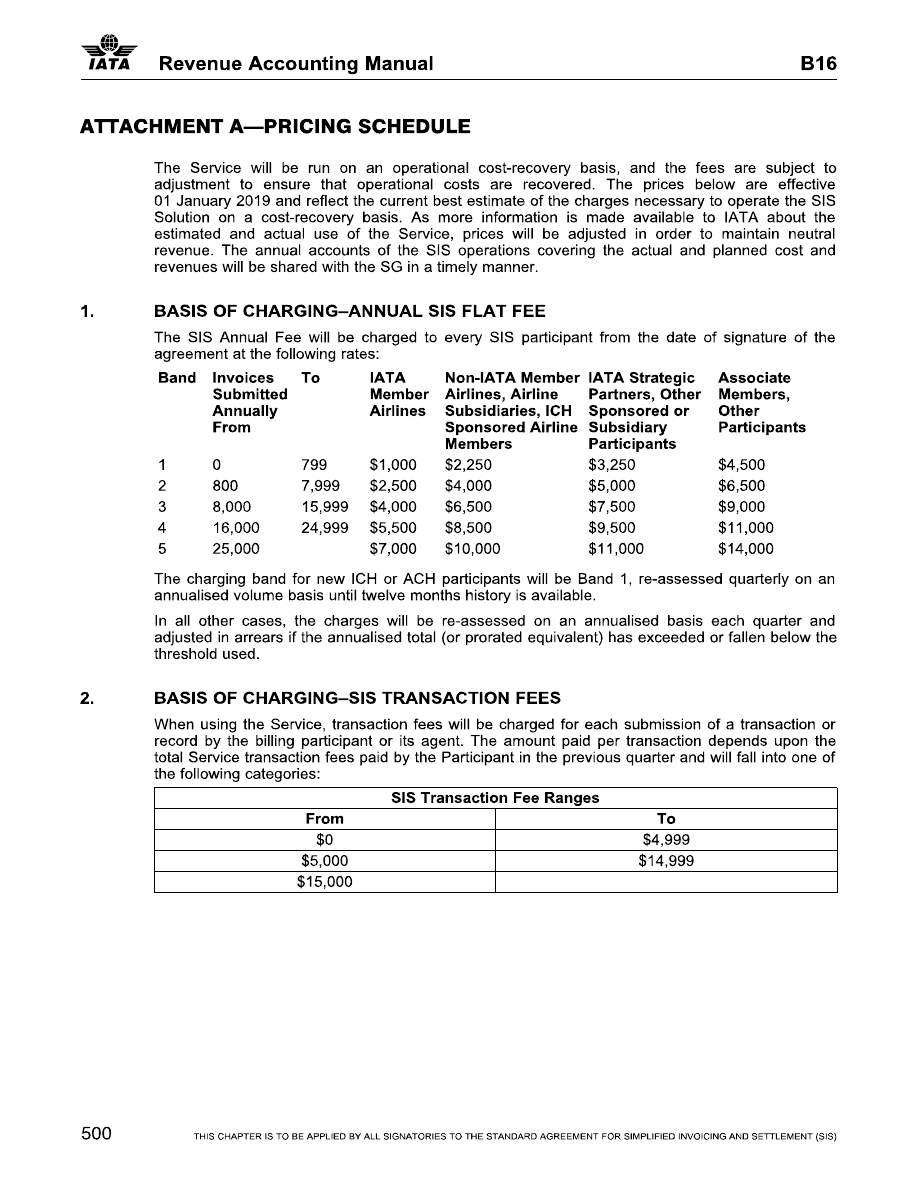 IATA
Revenue Accounting Manual B16
ATTACHMENT A—PRICING SCHEDULE
The Service will be run on an operational cost-recovery basis, and the fees are subject to
adjustment to ensure that operational costs are recovered. The prices below are effective
01 January 2019 and reflect the current best estimate of the charges necessary to operate the SIS
Solution on a cost-recovery basis. As more information is made available to IATA about the
estimated and actual use of the Service, prices will be adjusted in order to maintain neutral
revenue. The annual accounts of the SIS operations covering the actual and planned cost and
revenues will be shared with the SG in a timely manner.
1. BASIS OF CHARGING–ANNUAL SIS FLAT FEE
The SIS Annual Fee will be charged to every SIS participant from the date of signature of the
agreement at the following rates:
Band Invoices To IATA Non-IATA Member IATA Strategic Associate
Submitted Member Airlines, Airline Partners, Other Members,
Annually Airlines Subsidiaries, ICH Sponsored or Other
From Sponsored Airline Subsidiary Participants
Members Participants
1 0 799 $1,000 $2,250 $3,250 $4,500
2 800 7,999 $2,500 $4,000 $5,000 $6,500
3 8,000 15,999 $4,000 $6,500 $7,500 $9,000
4 16,000 24,999 $5,500 $8,500 $9,500 $11,000
5 25,000 $7,000 $10,000 $11,000 $14,000
The charging band for new ICH or ACH participants will be Band 1, re-assessed quarterly on an
annualised volume basis until twelve months history is available.
In all other cases, the charges will be re-assessed on an annualised basis each quarter and
adjusted in arrears if the annualised total (or prorated equivalent) has exceeded or fallen below the
threshold used.
2. BASIS OF CHARGING–SIS TRANSACTION FEES
When using the Service, transaction fees will be charged for each submission of a transaction or
record by the billing participant or its agent. The amount paid per transaction depends upon the
total Service transaction fees paid by the Participant in the previous quarter and will fall into one of
the following categories:
SIS Transaction Fee Ranges
From To
$0 $4,999
$5,000 $14,999
$15,000
500 THIS CHAPTER IS TO BE APPLIED BY ALL SIGNATORIES TO THE STANDARD AGREEMENT FOR SIMPLIFIED INVOICING AND SETTLEMENT (SIS)